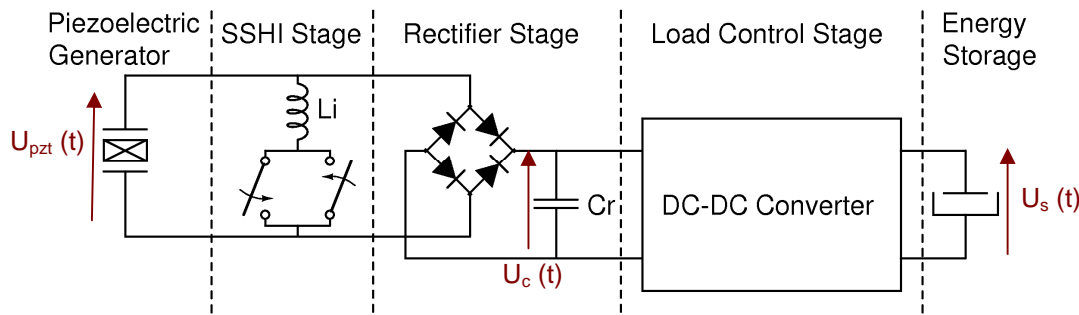 Piezoelectric
Generator
SSHI Stage
Rectifier Stage
Load Control Stage
Energy
Storage
Upzt (t)
Li
Cr
Uc (t)
DC-DC Converter
Us (t)